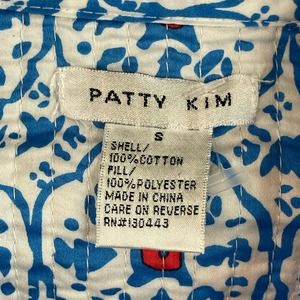 PATTY KIM
S
SHELL/
100%COTTON
FILL/
100%POLYESTER
MADE IN CHINA
CARE ON REVERSE
RN#130443